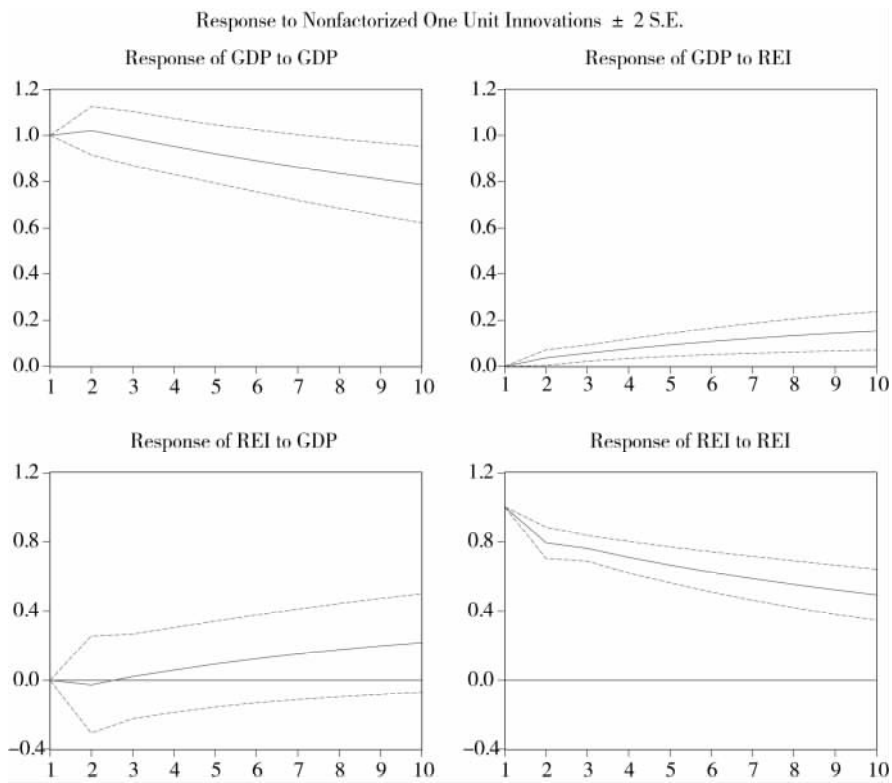 Response to Nonfactorized One Unit Innovations ± 2 S.E.
Response of GDP to GDP
1.2
1.0
0.8
0.6
0.4
0.2
0.0
1 2 3 4 5 6 7 8 9 10
Response of GDP to REI
1.2
1.0
0.8
0.6
0.4
0.2
0.0
1 2 3 4 5 6 7 8 9 10
Response of REI to GDP
1.2
0.8
0.4
0.0
-0.4
1 2 3 4 5 6 7 8 9 10
Response of REI to REI
1.2
0.8
0.4
0.0
-0.4
1 2 3 4 5 6 7 8 9 10